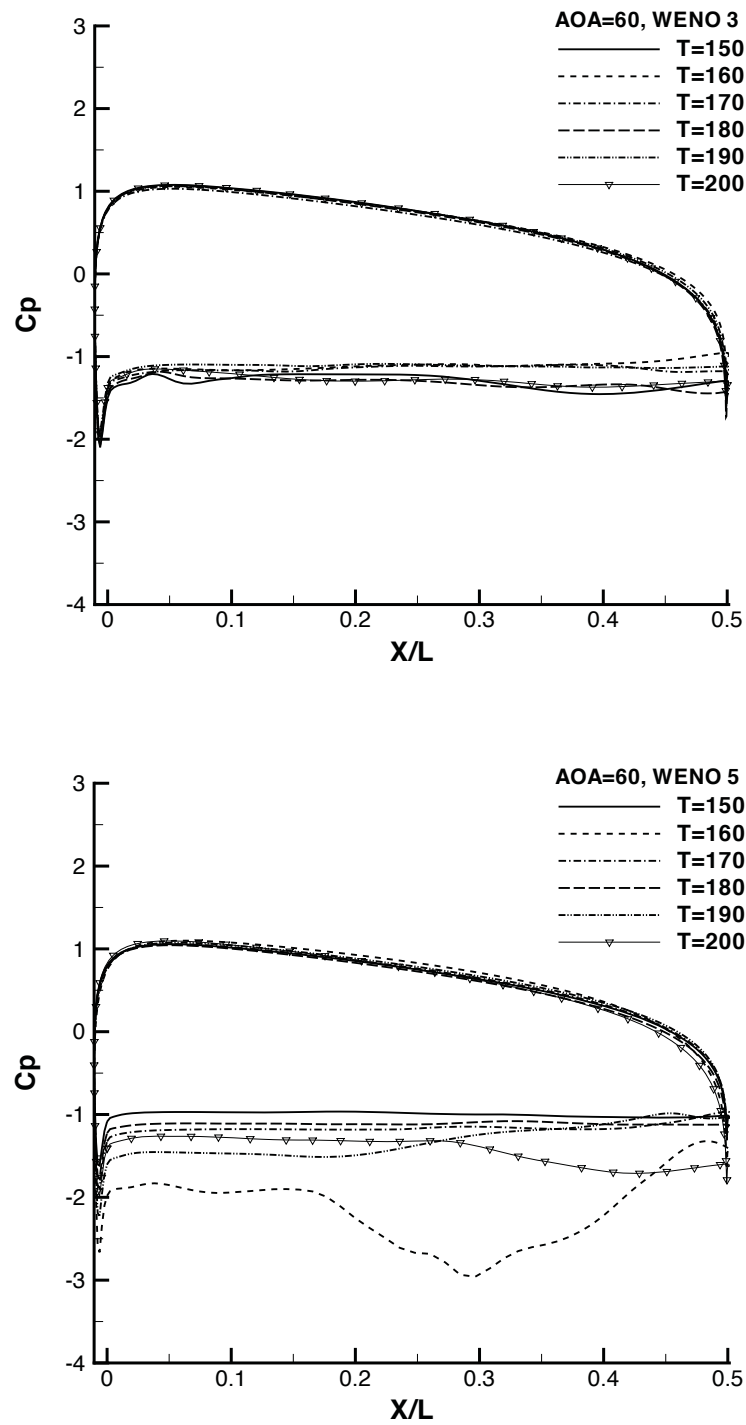 AOA=60, WENO 3
T=150
T=160
T=170
T=180
T=190
T=200
3
2
1
0
-1
-2
-3
-4
Cp
0 0.1 0.2 0.3 0.4 0.5
X/L
AOA=60, WENO 5
T=150
T=160
T=170
T=180
T=190
T=200
3
2
1
0
-1
-2
-3
-4
Cp
0 0.1 0.2 0.3 0.4 0.5
X/L